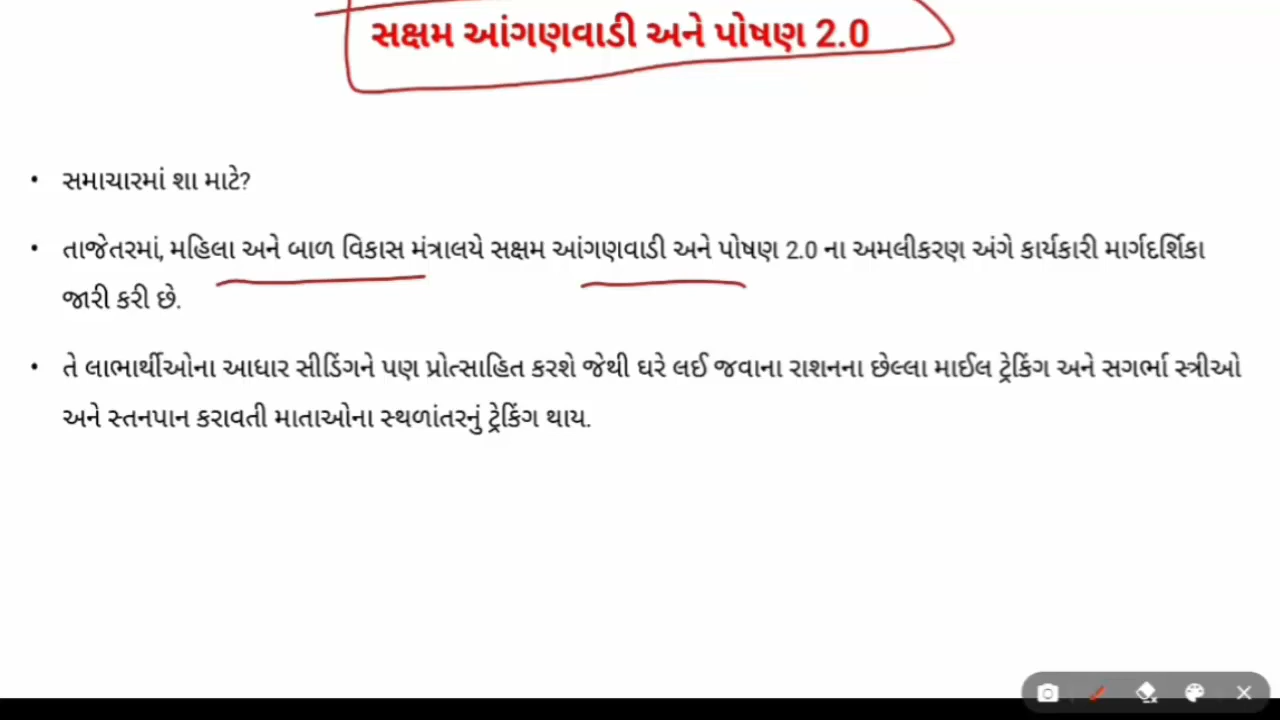 સક્ષમ આંગણવાડી અને પોષણ 2.0
• સમાચારમાં શા માટે?
• તાજેતરમાં, મહિલા અને બાળ વિકાસ મંત્રાલયે સક્ષમ આંગણવાડી અને પોષણ 2.0 ના અમલીકરણ અંગે કાર્યકારી માર્ગદર્શિકા
જારી કરી છે.
• તે લાભાર્થીઓના આધાર સીડિંગને પણ પ્રોત્સાહિત કરશે જેથી ઘરે લઈ જવાના રાશનના છેલ્લા માઈલ ટ્રેકિંગ અને સગર્ભા સ્ત્રીઓ
અને સ્તનપાન કરાવતી માતાઓના સ્થળાંતરનું ટ્રેકિંગ થાય.